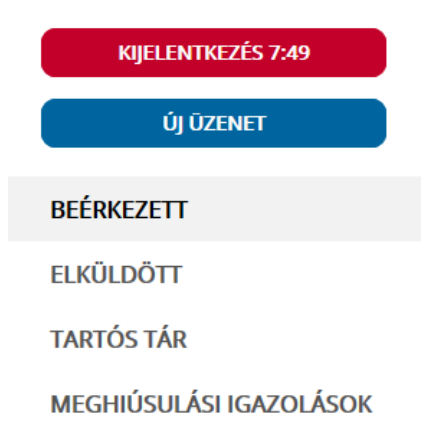 KIJELENTKEZÉS 7:49
ÚJ ÜZENET
BEÉRKEZETT
ELKÜLDÖTT
TARTÓS TÁR
MEGHIÚSULÁSI IGAZOLÁSOK